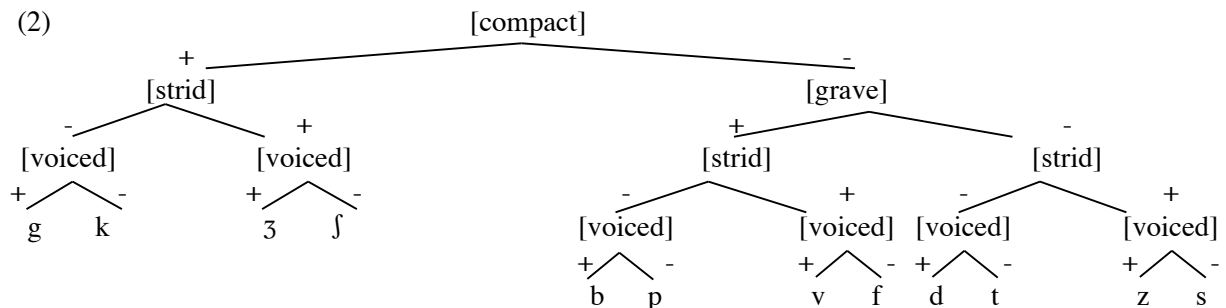 (2) [compact]
+ -
[strid] [grave]
- + + -
[voiced] [voiced] [strid] [strid]
+ - + - - + - +
g k ʒ ʃ [voiced] [voiced] [voiced] [voiced]
+ - + - + - + -
b p v f d t z s